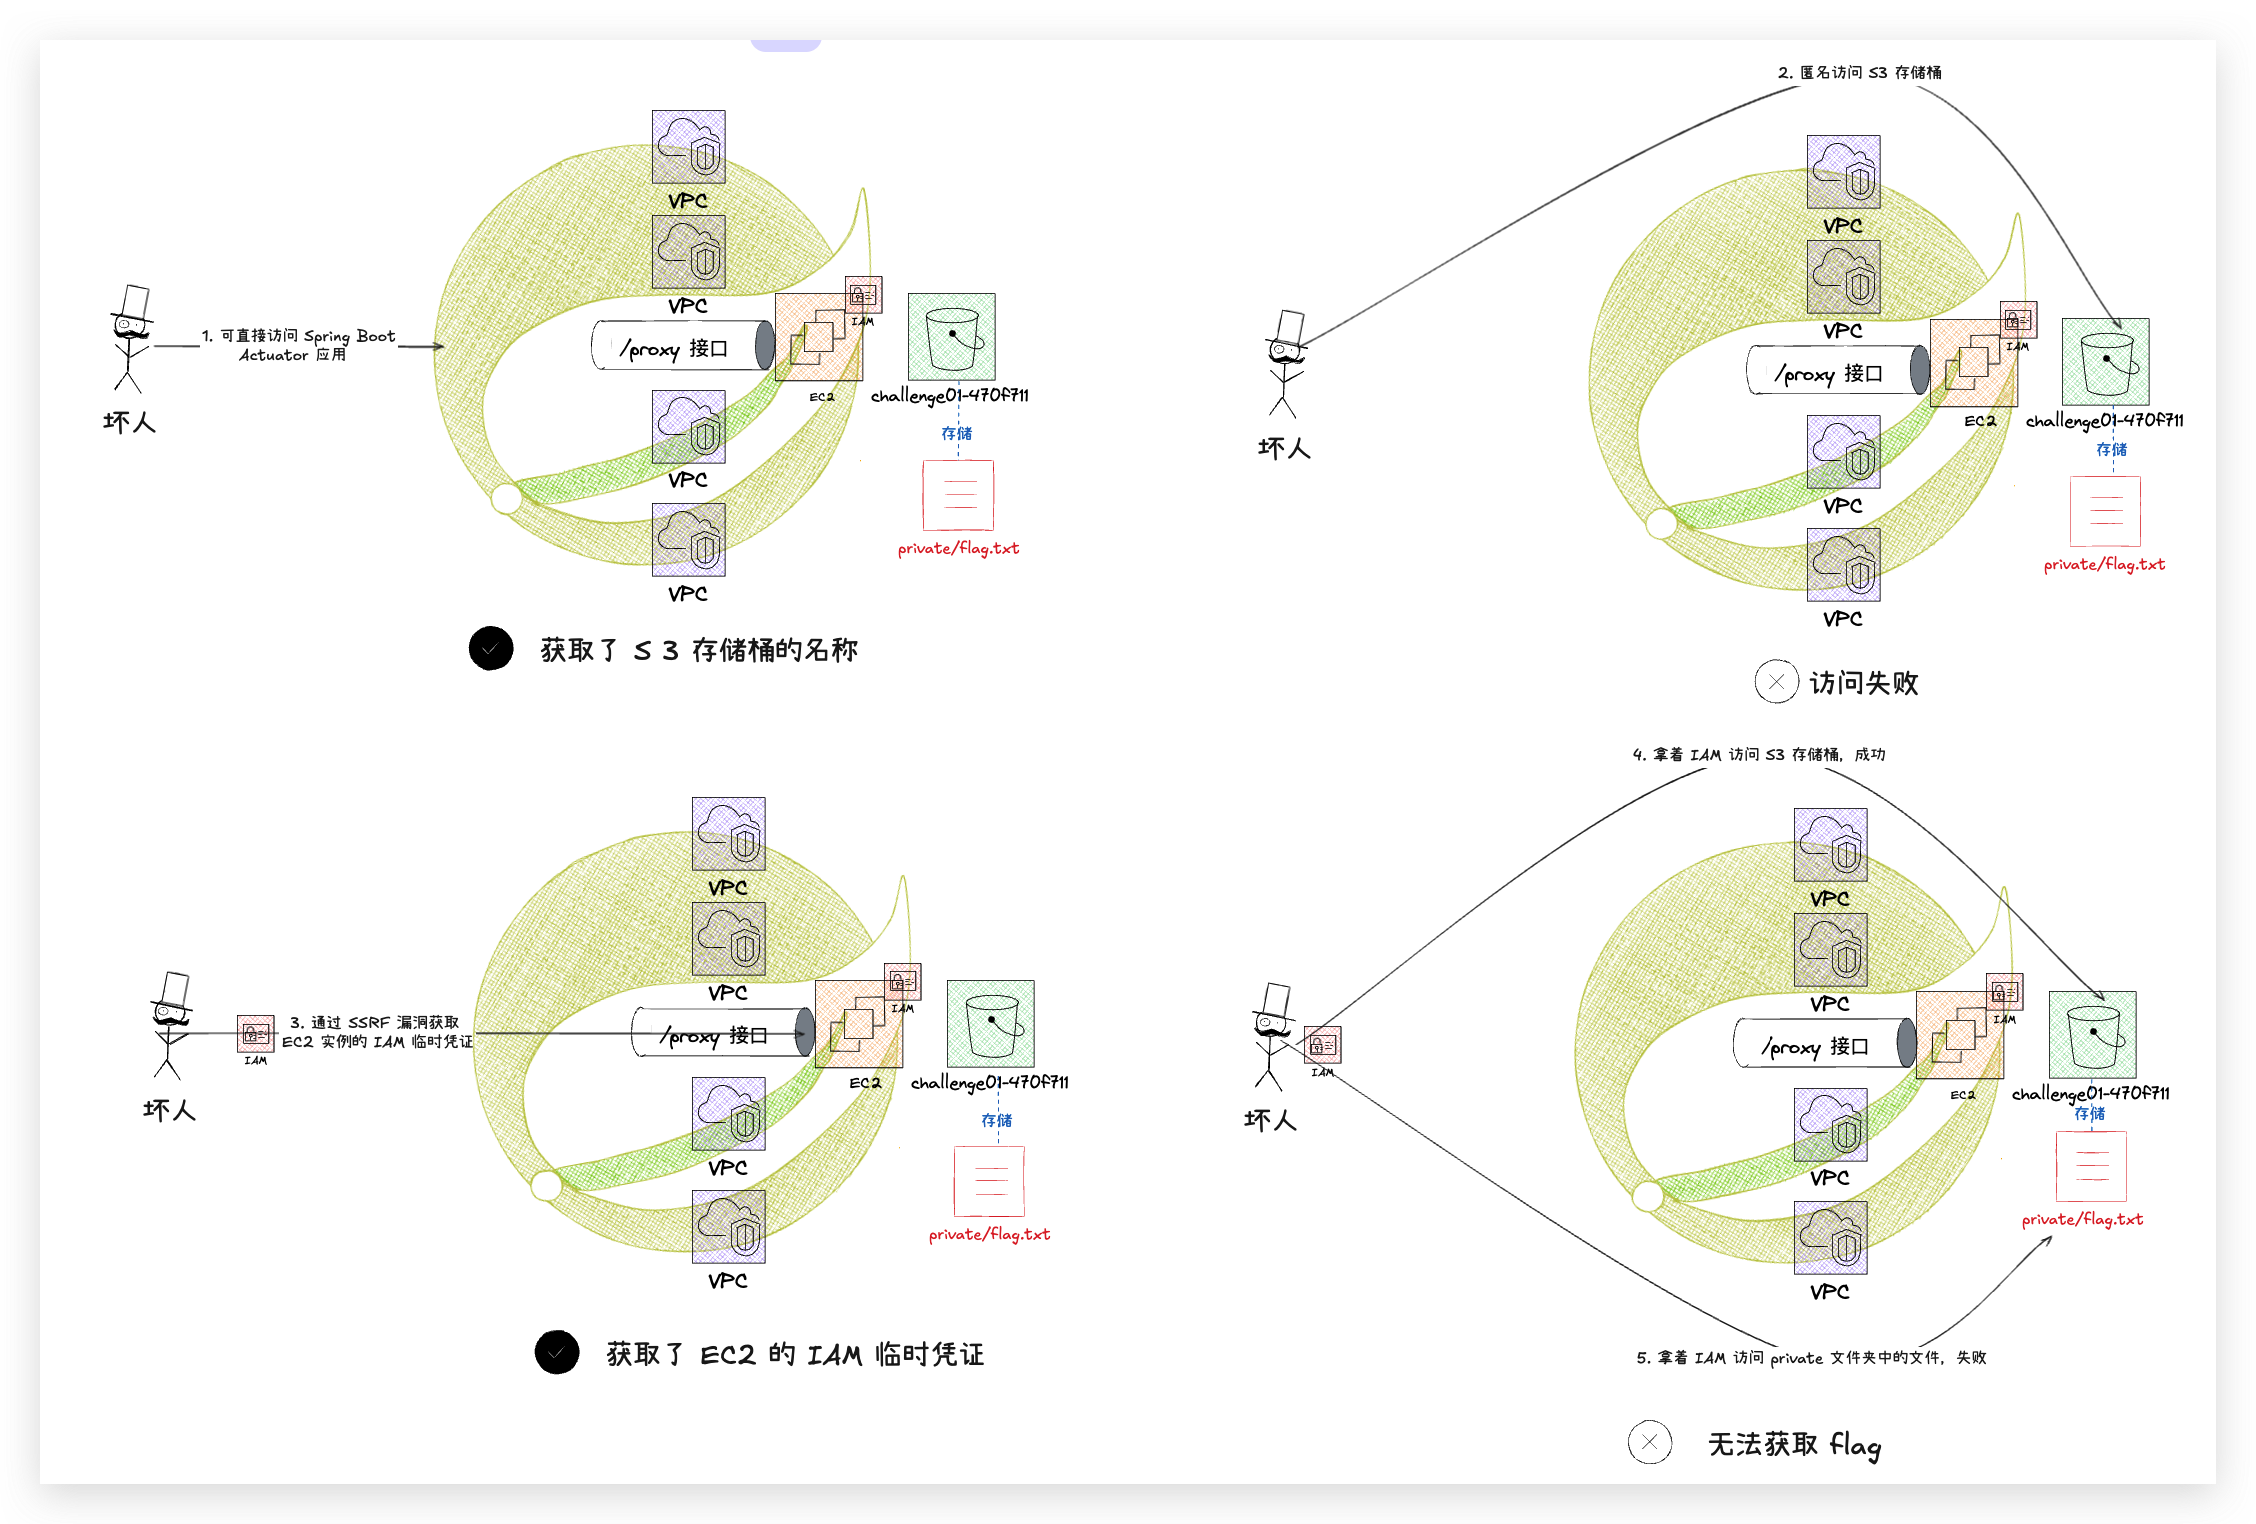 VPC
VPC
IAM
1. 可直接访问 Spring Boot
Actuator 应用
/proxy 接口
EC2
challenge01-470f711
坏人
存储
VPC
private/flag.txt
VPC
获取了 S3 存储桶的名称
2. 匿名访问 S3 存储桶
VPC
VPC
IAM
/proxy 接口
EC2
challenge01-470f711
坏人
存储
VPC
private/flag.txt
VPC
访问失败
VPC
VPC
IAM
3. 通过 SSRF 漏洞获取
EC2 实例的 IAM 临时凭证
/proxy 接口
IAM
EC2
challenge01-470f711
坏人
存储
VPC
private/flag.txt
VPC
获取了 EC2 的 IAM 临时凭证
4. 拿着 IAM 访问 S3 存储桶，成功
VPC
VPC
IAM
/proxy 接口
IAM
EC2
challenge01-470f711
坏人
存储
VPC
private/flag.txt
VPC
5. 拿着 IAM 访问 private 文件夹中的文件，失败
无法获取 flag